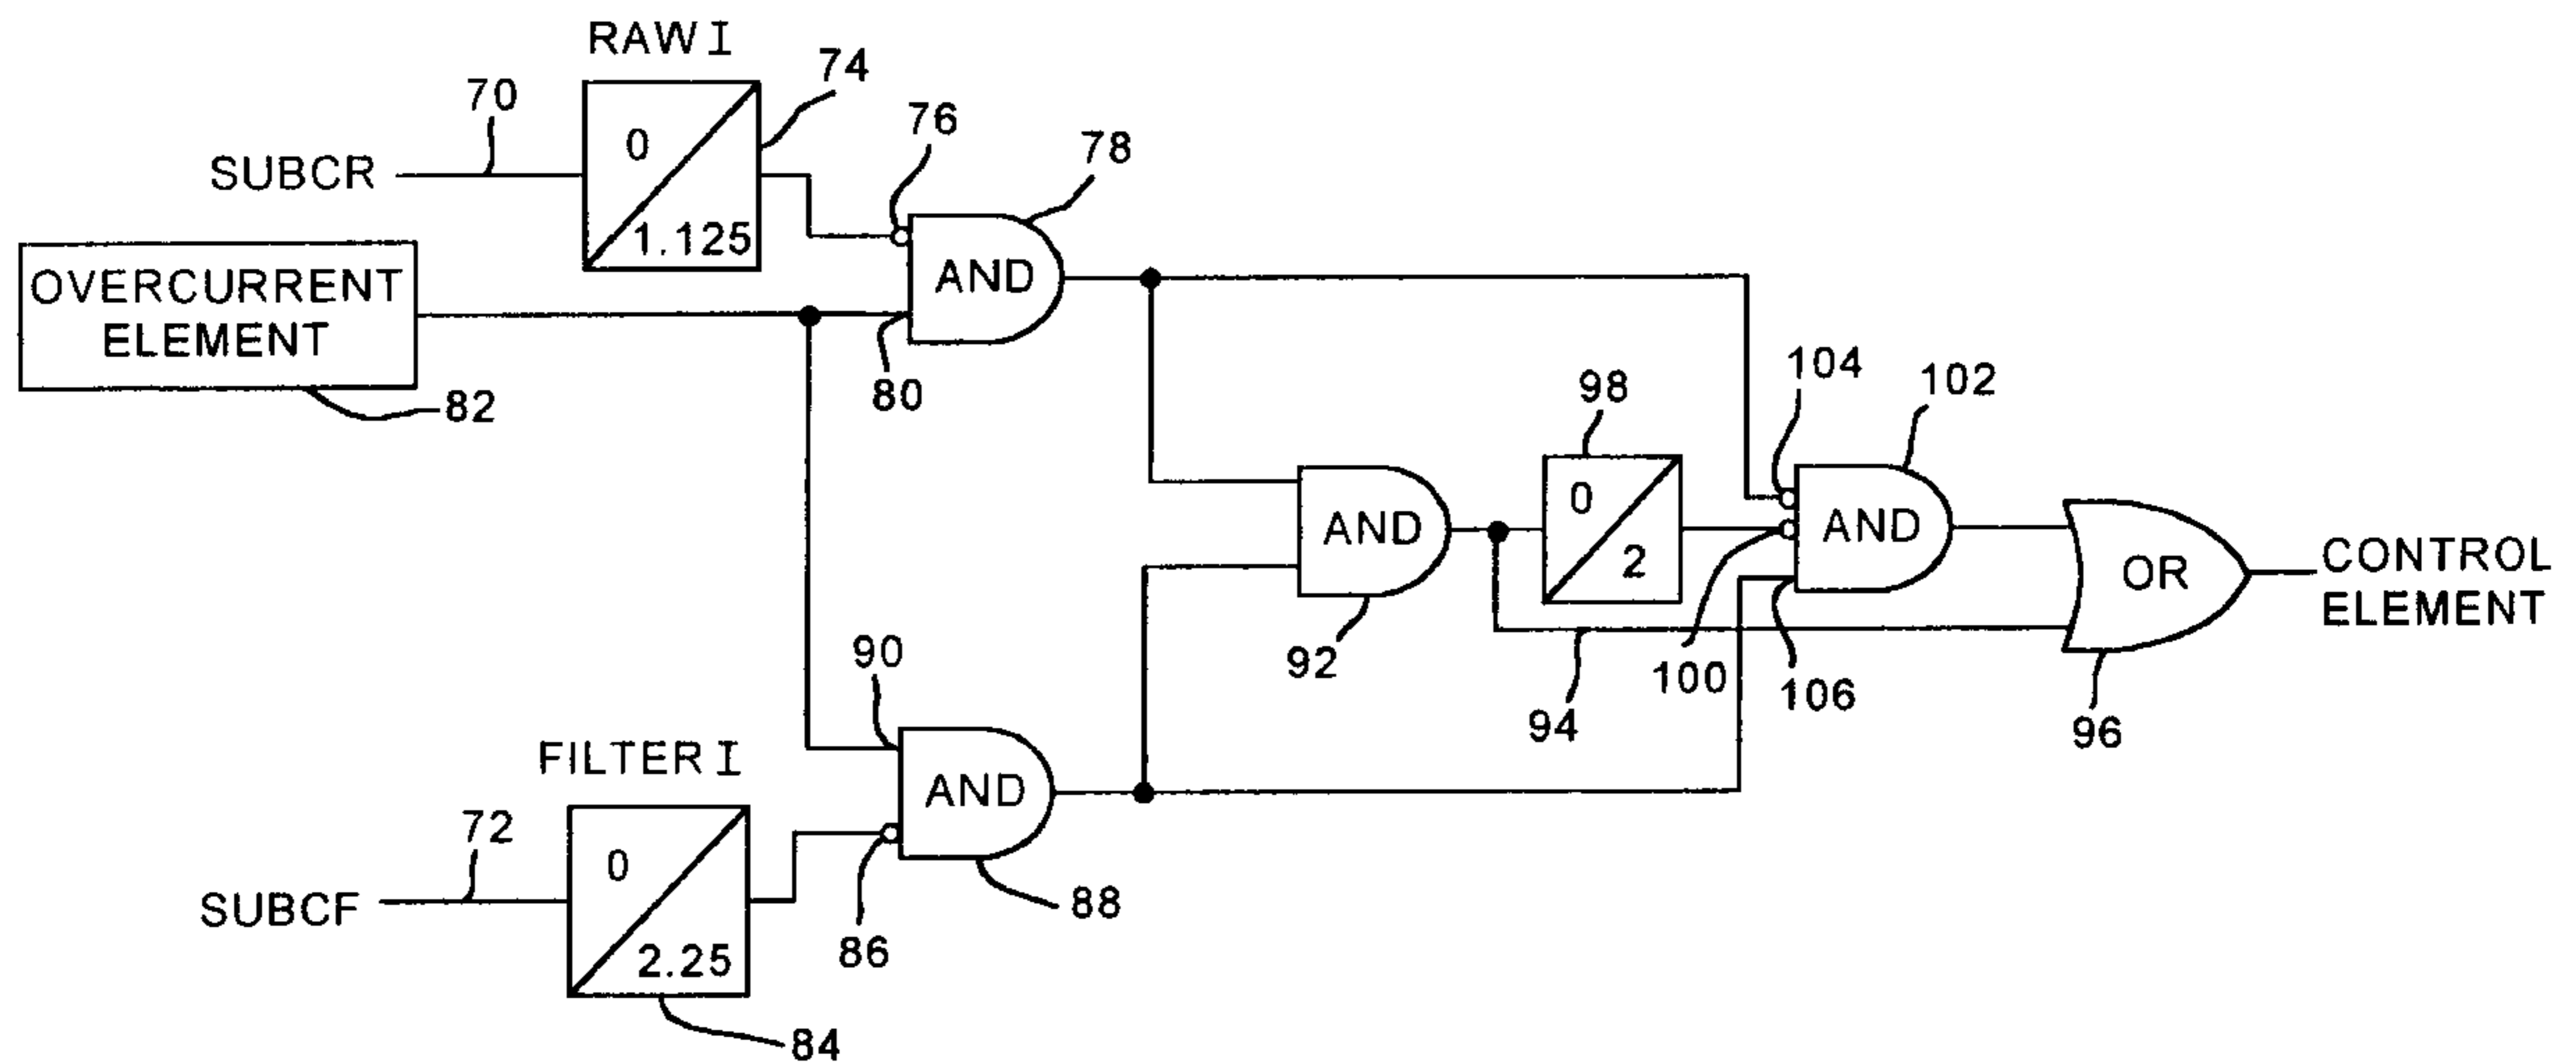 RAW I
74
70
0
76
78
SUBCR
1.125
AND
OVERCURRENT
ELEMENT
80
82
104
102
98
0
AND
AND
2
CONTROL
ELEMENT
OR
90
92
100
106
94
96
FILTER I
AND
72
0
88
SUBCF
86
2.25
84